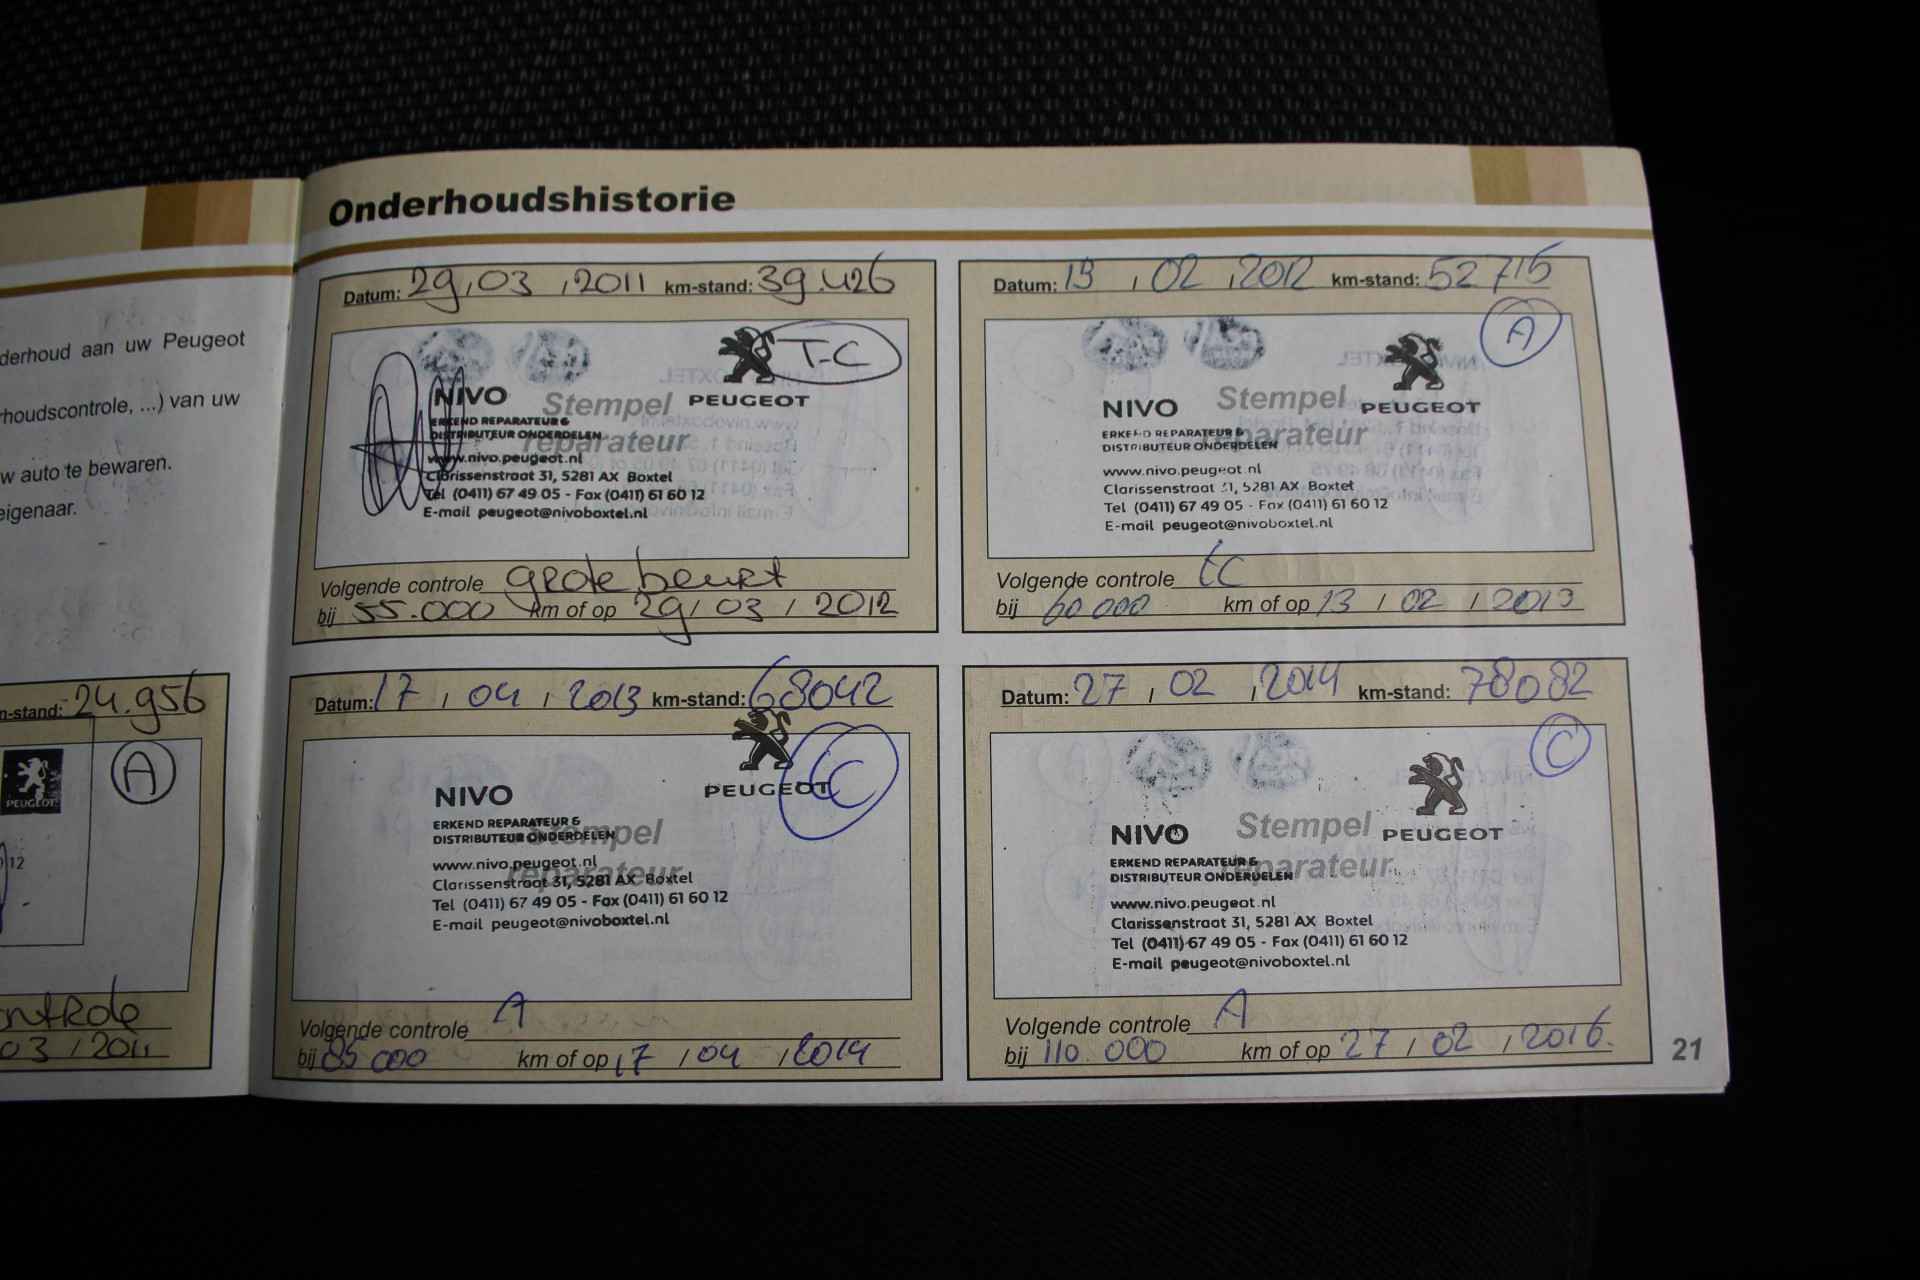 Onderhoudshistorie
derhoud aan uw Peugeot
rhoudscontrole, ...) van uw
w auto te bewaren.
eigenaar.
n-stand: 24.956
PEUGEOT
A
12
ontrole
03 / 2011
Datum: 29 / 03 / 2011 km-stand: 39.426
T-C
NIVO
Stempel
PEUGEOT
ERKEND REPARATEUR &
DISTRIBUTEUR ONDERDELEN
reparateur
www.nivo.peugeot.nl
Clarissenstraat 31, 5281 AX Boxtel
Tel (0411) 67 49 05 - Fax (0411) 61 60 12
E-mail peugeot@nivoboxtel.nl
Volgende controle grote beurt
bij 55.000 km of op 29 / 03 / 2012
Datum: 13 / 02 / 2012 km-stand: 52715
A
NIVO
Stempel
PEUGEOT
ERKEND REPARATEUR &
DISTRIBUTEUR ONDERDELEN
reparateur
www.nivo.peugeot.nl
Clarissenstraat 31, 5281 AX Boxtel
Tel (0411) 67 49 05 - Fax (0411) 61 60 12
E-mail peugeot@nivoboxtel.nl
Volgende controle tC
bij 60 000 km of op 13 / 02 / 2013
Datum: 17 / 04 / 2013 km-stand: 68042
PEUGEOT
NIVO
ERKEND REPARATEUR &
DISTRIBUTEUR ONDERDELEN
Stempel
www.nivo.peugeot.nl
reparateur
Clarissenstraat 31, 5281 AX Boxtel
Tel (0411) 67 49 05 - Fax (0411) 61 60 12
E-mail peugeot@nivoboxtel.nl
Volgende controle A
bij 85 000 km of op 17 / 04 / 2014
Datum: 27 / 02 / 2014 km-stand: 78082
C
NIVO
Stempel
PEUGEOT
ERKEND REPARATEUR &
DISTRIBUTEUR ONDERDELEN
reparateur
www.nivo.peugeot.nl
Clarissenstraat 31, 5281 AX Boxtel
Tel (0411) 67 49 05 - Fax (0411) 61 60 12
E-mail peugeot@nivoboxtel.nl
Volgende controle A
bij 110.000 km of op 27 / 02 / 2016.
21